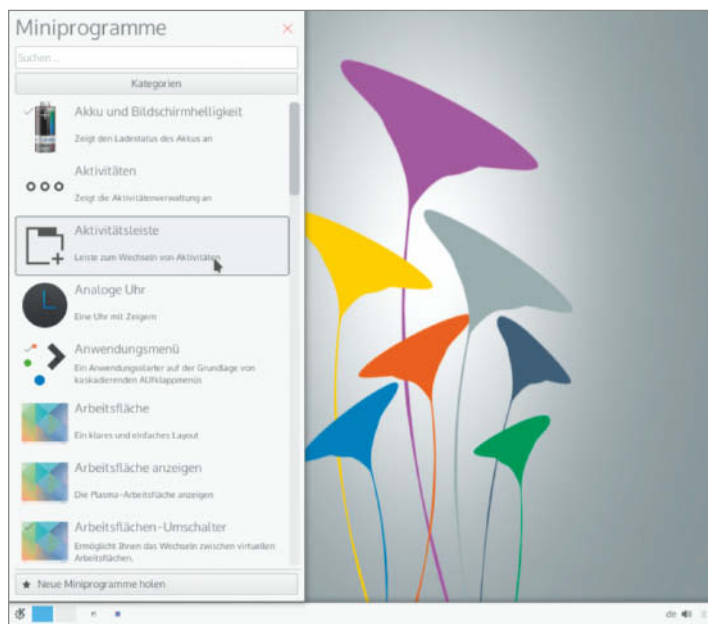 Miniprogramme
Suchen...
Kategorien
Akku und Bildschirmhelligkeit
Zeigt den Ladestatus des Akkus an
Aktivitäten
Zeigt die Aktivitätenverwaltung an
Aktivitätsleiste
Leiste zum Wechseln von Aktivitäten
Analoge Uhr
Eine Uhr mit Zeigern
Anwendungsmenü
Ein Anwendungsstarter auf der Grundlage von
kaskadierenden AUfklappmenüs
Arbeitsfläche
Ein klares und einfaches Layout
Arbeitsfläche anzeigen
Die Plasma-Arbeitsfläche anzeigen
Arbeitsflächen-Umschalter
Ermöglicht Ihnen das Wechseln zwischen virtuellen
Arbeitsflächen.
Neue Miniprogramme holen
de